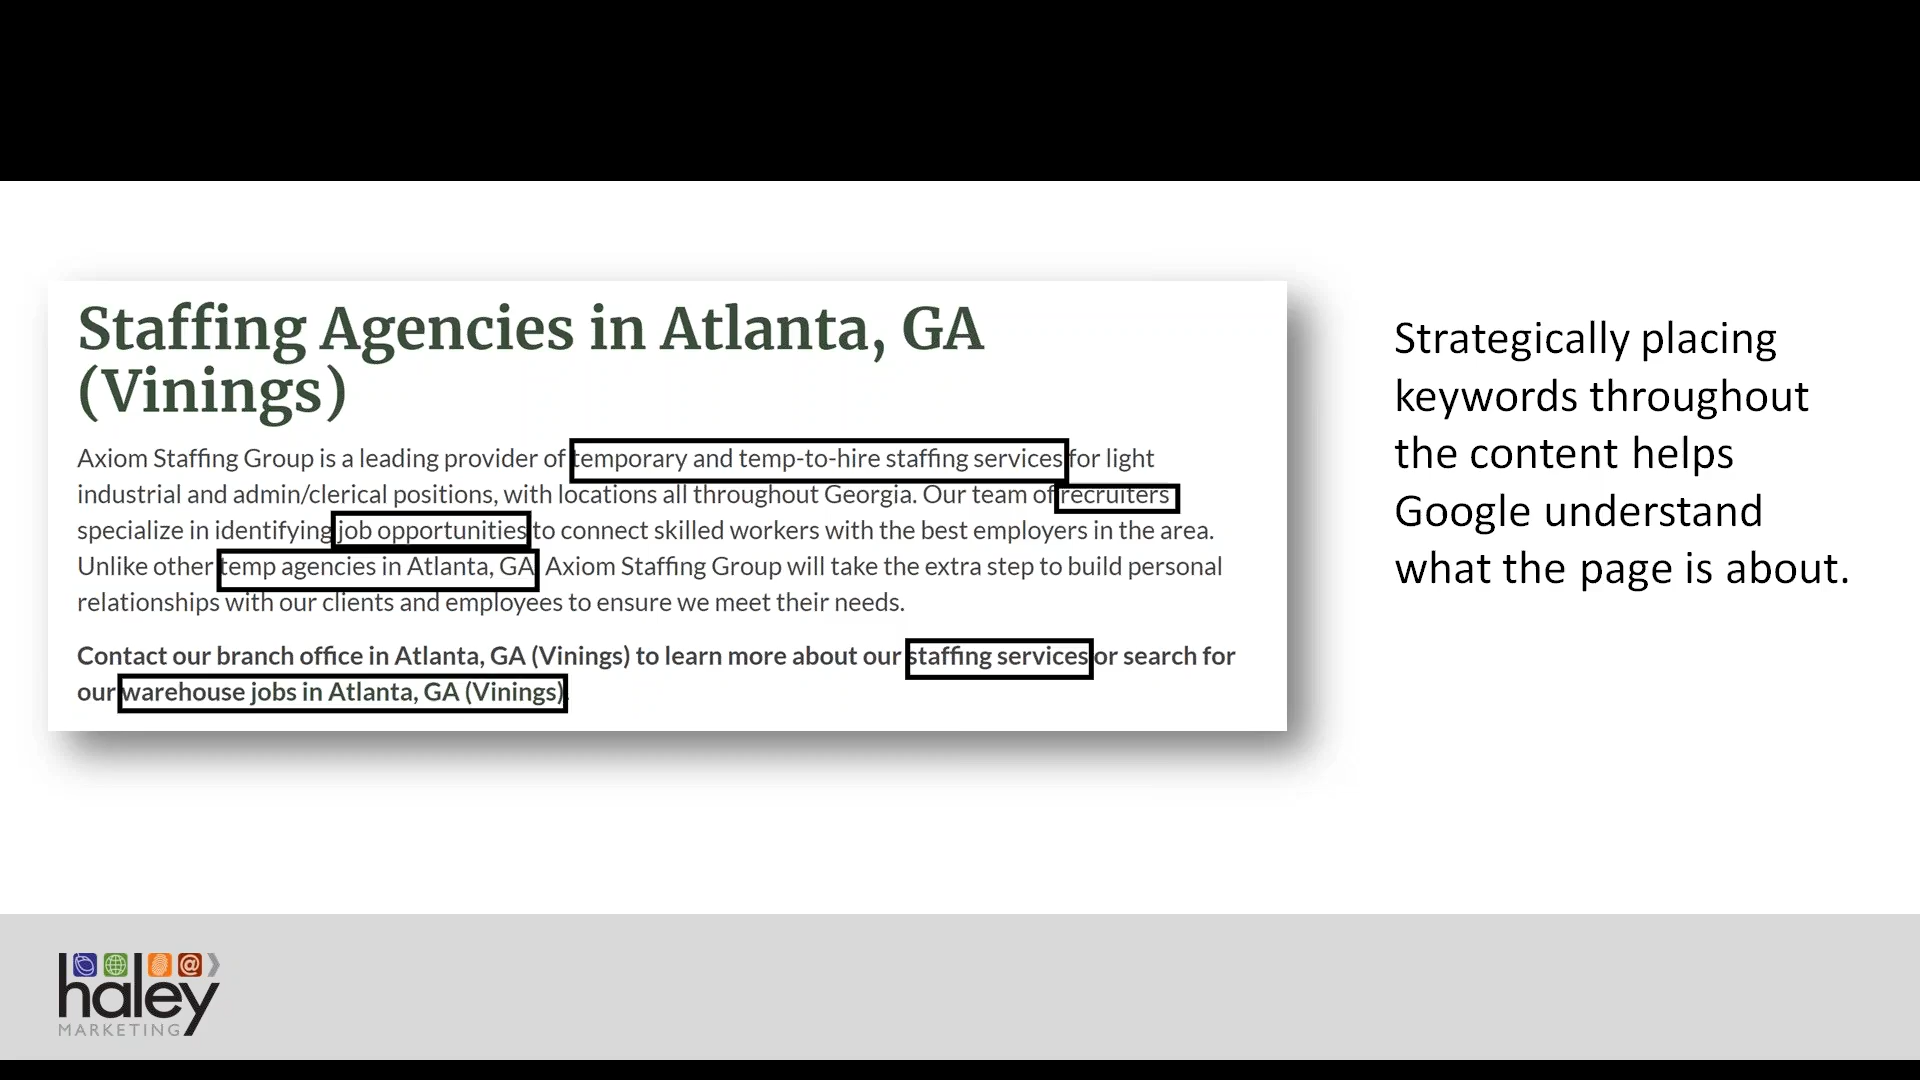 Staffing Agencies in Atlanta, GA
(Vinings)
Axiom Staffing Group is a leading provider of temporary and temp-to-hire staffing services for light
industrial and admin/clerical positions, with locations all throughout Georgia. Our team of recruiters
specialize in identifying job opportunities to connect skilled workers with the best employers in the area.
Unlike other temp agencies in Atlanta, GA, Axiom Staffing Group will take the extra step to build personal
relationships with our clients and employees to ensure we meet their needs.
Contact our branch office in Atlanta, GA (Vinings) to learn more about our staffing services or search for
our warehouse jobs in Atlanta, GA (Vinings).
Strategically placing
keywords throughout
the content helps
Google understand
what the page is about.
haley
MARKETING